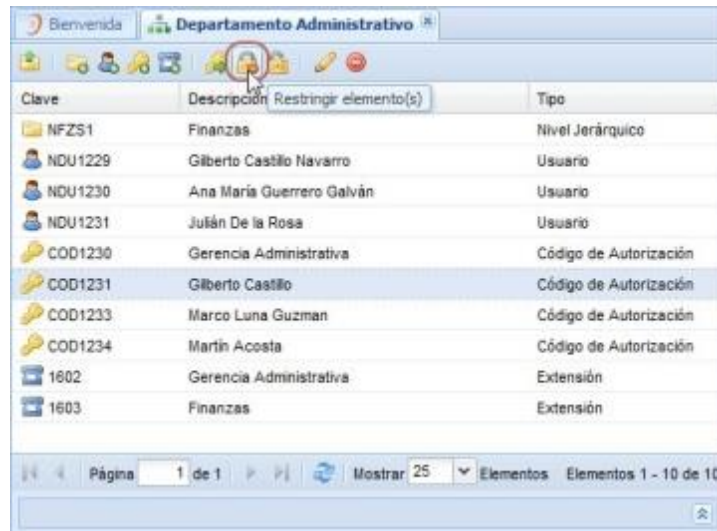 Bienvenida Departamento Administrativo
Clave Descripción Restringir elemento(s) Tipo
NFZS1 Finanzas Nivel Jerárquico
NDU1229 Gilberto Castillo Navarro Usuario
NDU1230 Ana María Guerrero Galván Usuario
NDU1231 Julián De la Rosa Usuario
COD1230 Gerencia Administrativa Código de Autorización
COD1231 Gilberto Castillo Código de Autorización
COD1233 Marco Luna Guzman Código de Autorización
COD1234 Martín Acosta Código de Autorización
1602 Gerencia Administrativa Extensión
1603 Finanzas Extensión
Página 1 de 1 Mostrar 25 Elementos Elementos 1 - 10 de 10